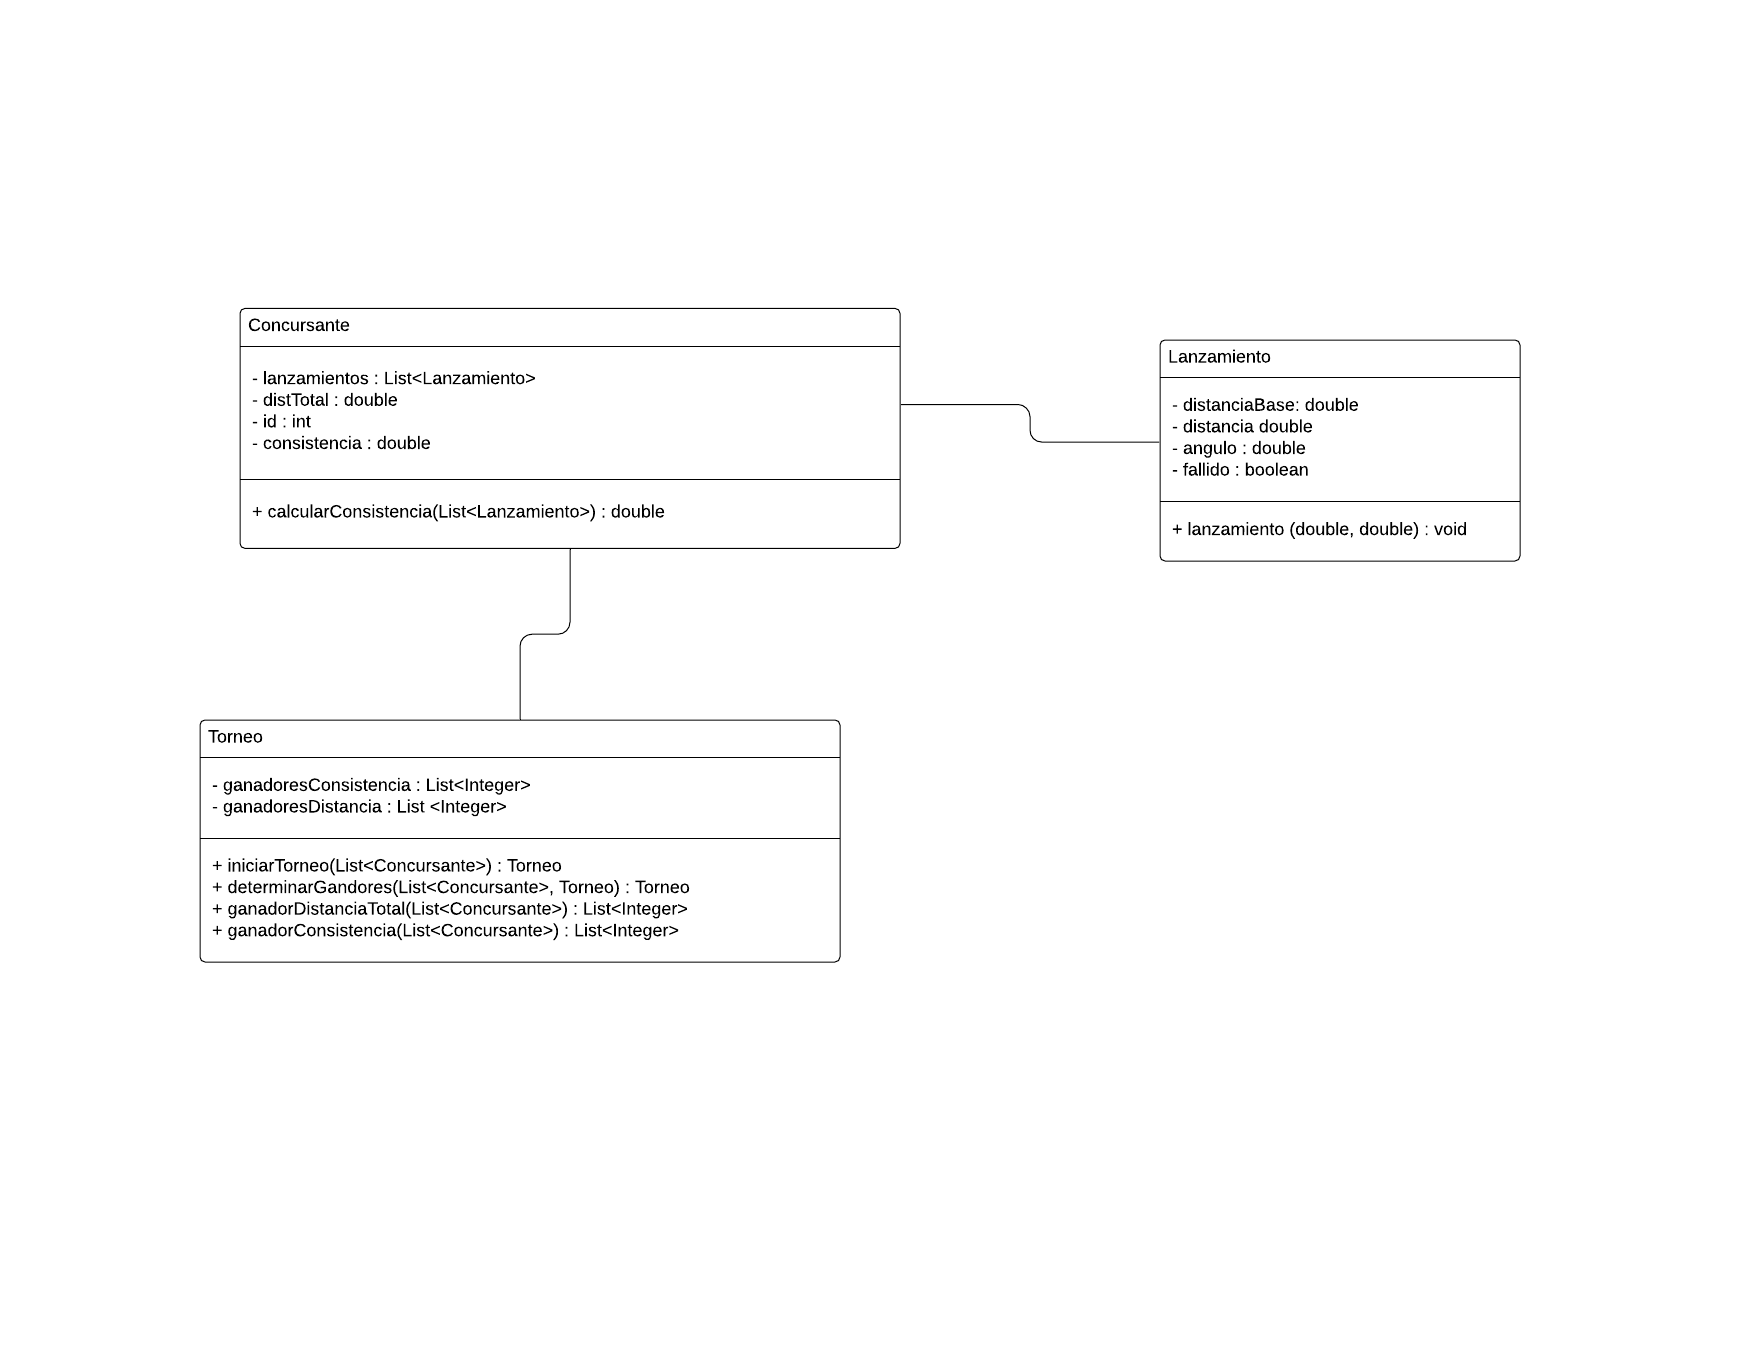 Concursante
- lanzamientos : List<Lanzamiento>
- distTotal : double
- id : int
- consistencia : double
+ calcularConsistencia(List<Lanzamiento>) : double
Lanzamiento
- distanciaBase: double
- distancia double
- angulo : double
- fallido : boolean
+ lanzamiento (double, double) : void
Torneo
- ganadoresConsistencia : List<Integer>
- ganadoresDistancia : List <Integer>
+ iniciarTorneo(List<Concursante>) : Torneo
+ determinarGandores(List<Concursante>, Torneo) : Torneo
+ ganadorDistanciaTotal(List<Concursante>) : List<Integer>
+ ganadorConsistencia(List<Concursante>) : List<Integer>